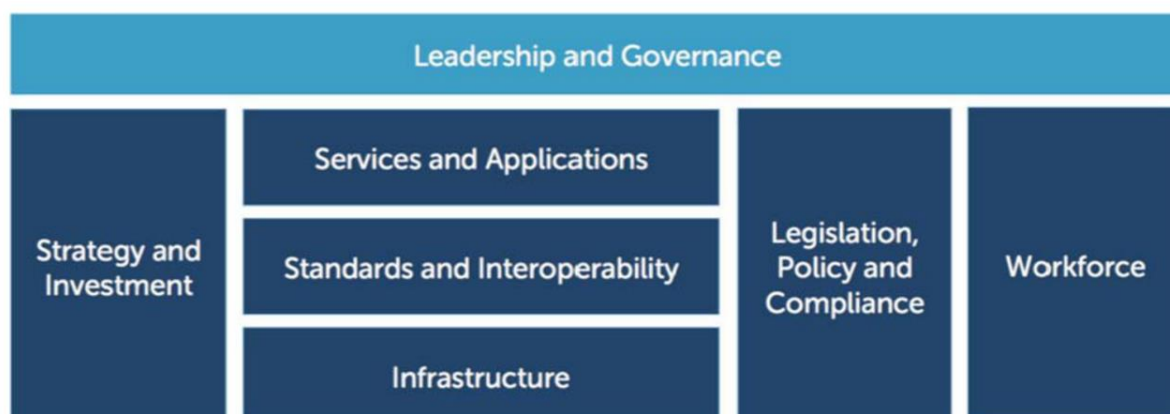 Leadership and Governance
Strategy and
Investment
Services and Applications
Standards and Interoperability
Infrastructure
Legislation,
Policy and
Compliance
Workforce